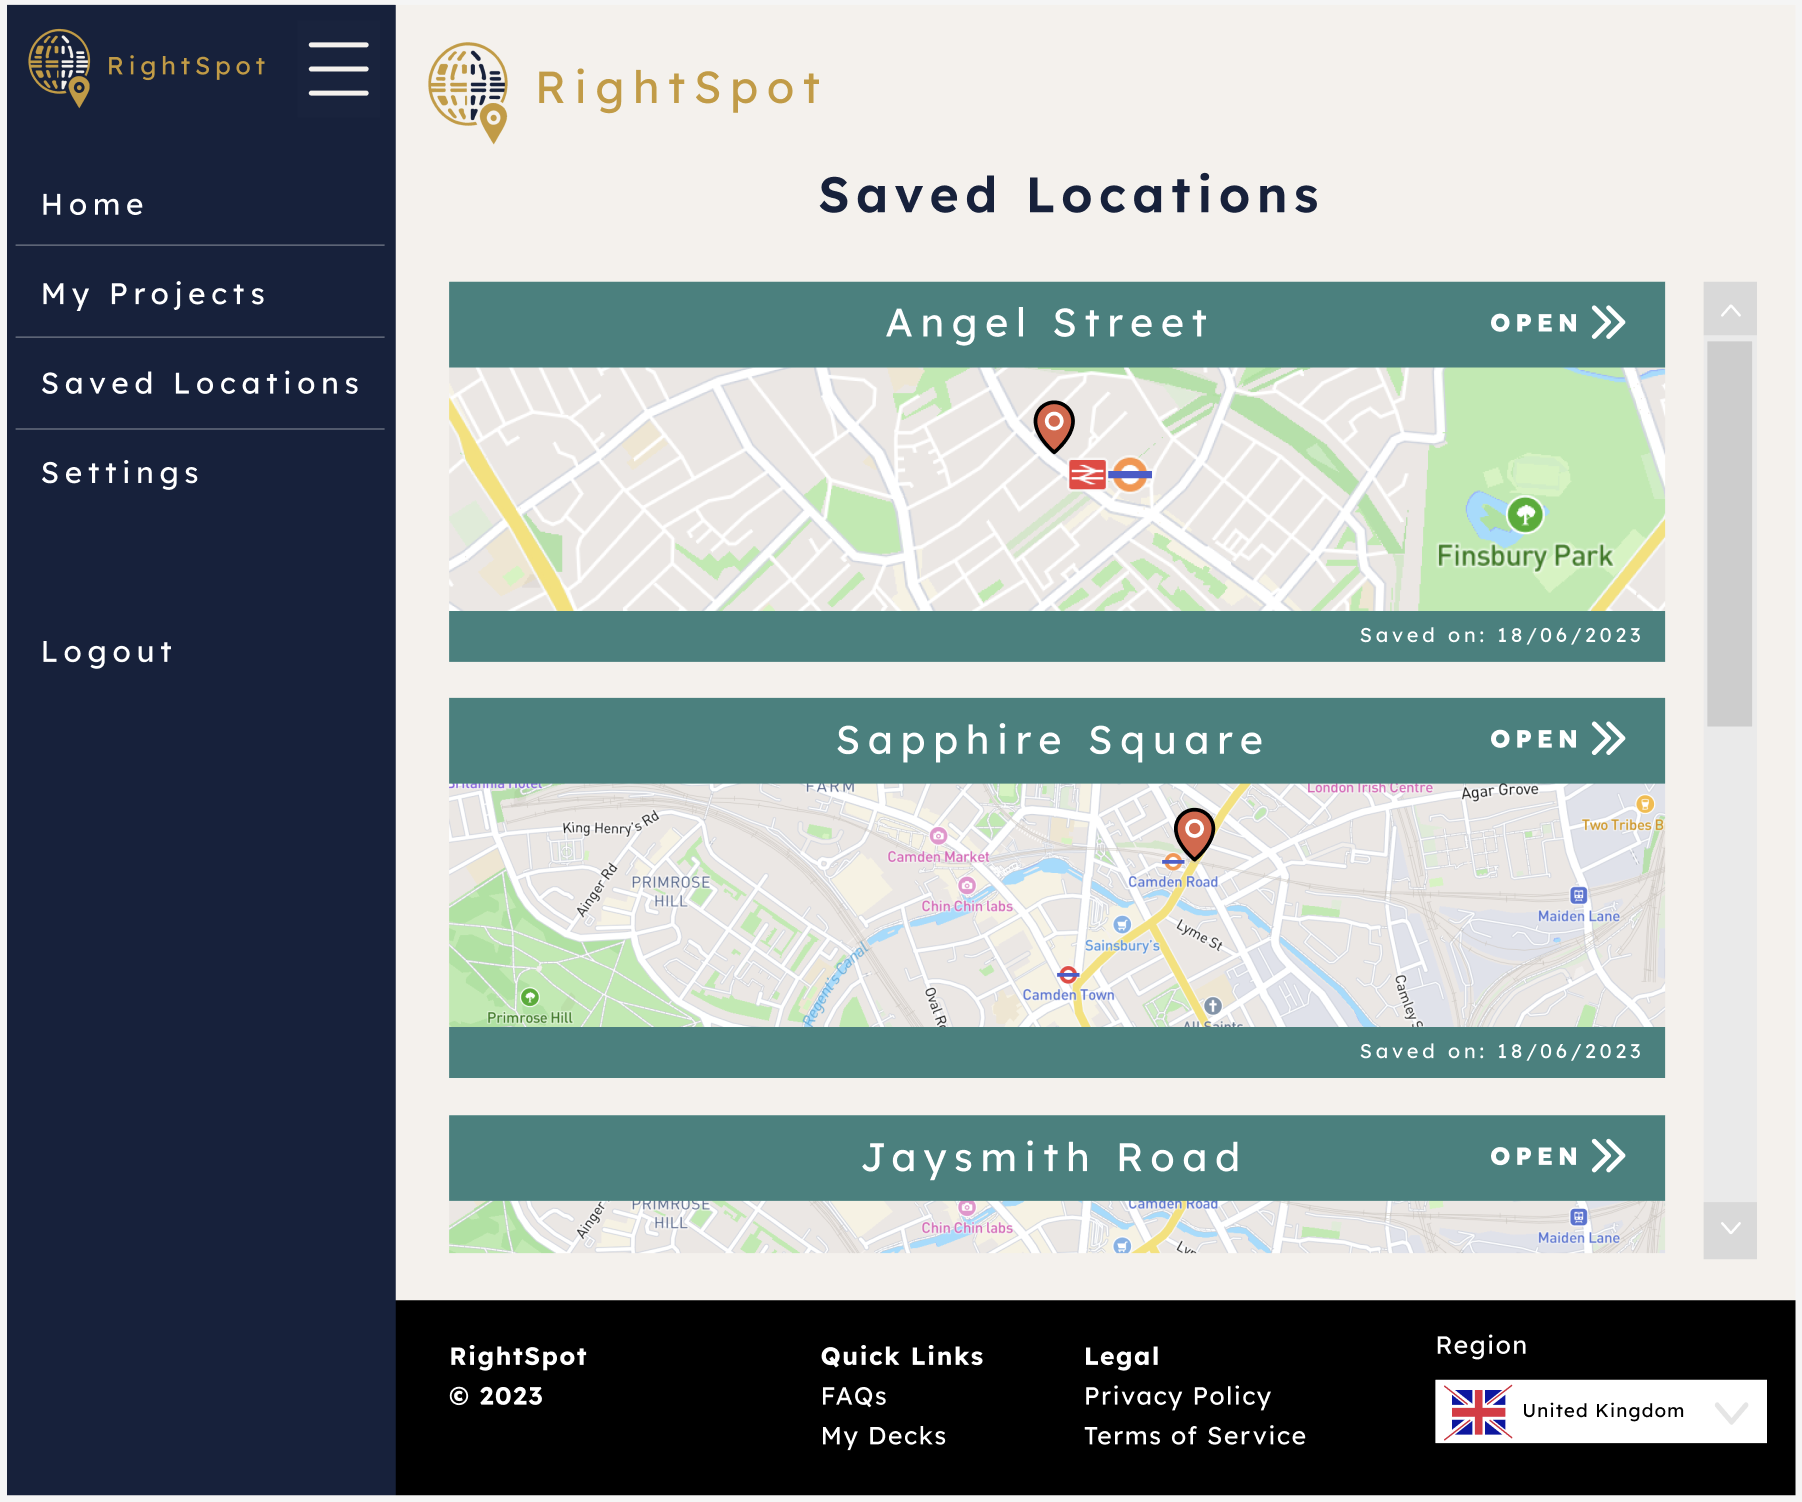 RightSpot
Home
My Projects
Saved Locations
Settings
Logout
RightSpot
Saved Locations
Angel Street
OPEN
Finsbury Park
Saved on: 18/06/2023
Sapphire Square
OPEN
Britannia Hotel
FARM
London Irish Centre
Agar Grove
King Henry's Rd
Two Tribes B
Camden Market
Ainger Rd
PRIMROSE
HILL
Camden Road
Chin Chin labs
Maiden Lane
Lyme St
Sainsbury's
Regent's Canal
Camden Town
Oval R
Camley S
Primrose Hill
All Saints
Saved on: 18/06/2023
Jaysmith Road
OPEN
Ainger
PRIMROSE
HILL
Camden Road
Chin Chin labs
Maiden Lane
RightSpot
© 2023
Quick Links
FAQs
My Decks
Legal
Privacy Policy
Terms of Service
Region
United Kingdom